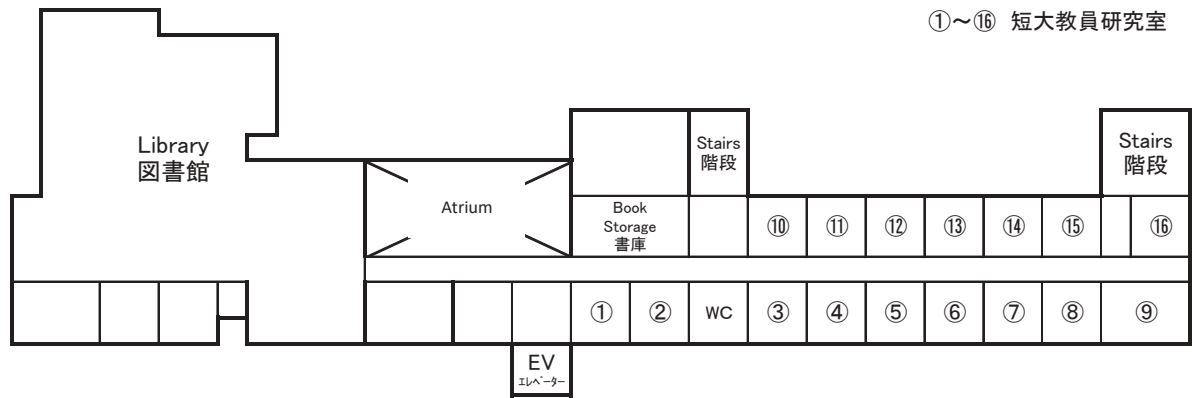 ①～⑯ 短大教員研究室
Library
図書館
Atrium
Book
Storage
書庫
Stairs
階段
Stairs
階段
⑩
⑪
⑫
⑬
⑭
⑮
⑯
①
②
WC
③
④
⑤
⑥
⑦
⑧
⑨
EV
ｴﾚﾍﾞｰﾀｰ